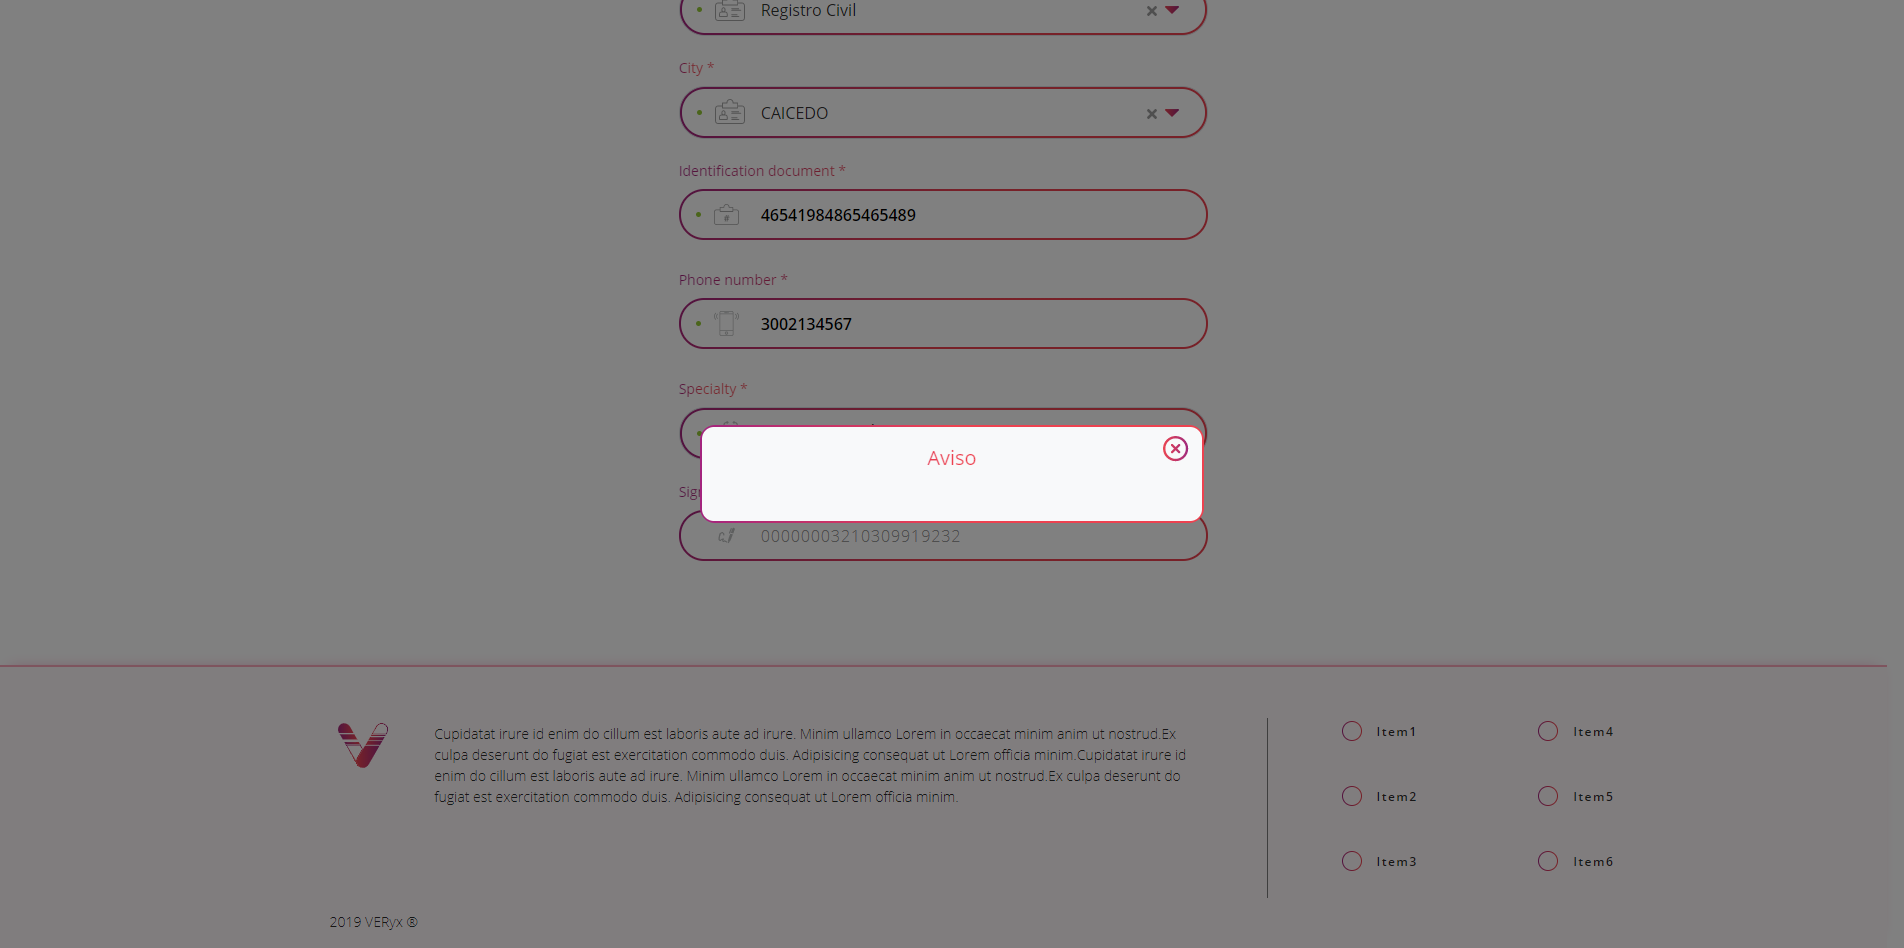 Registro Civil
City *
CAICEDO
Identification document *
46541984865465489
Phone number *
3002134567
Specialty *
Aviso
00000003210309919232
Cupidatat irure id enim do cillum est laboris aute ad irure. Minim ullamco Lorem in occaecat minim anim ut nostrud.Ex
culpa deserunt do fugiat est exercitation commodo duis. Adipisicing consequat ut Lorem officia minim.Cupidatat irure id
enim do cillum est laboris aute ad irure. Minim ullamco Lorem in occaecat minim anim ut nostrud.Ex culpa deserunt do
fugiat est exercitation commodo duis. Adipisicing consequat ut Lorem officia minim.
Item1
Item4
Item2
Item5
Item3
Item6
2019 VERyx ®